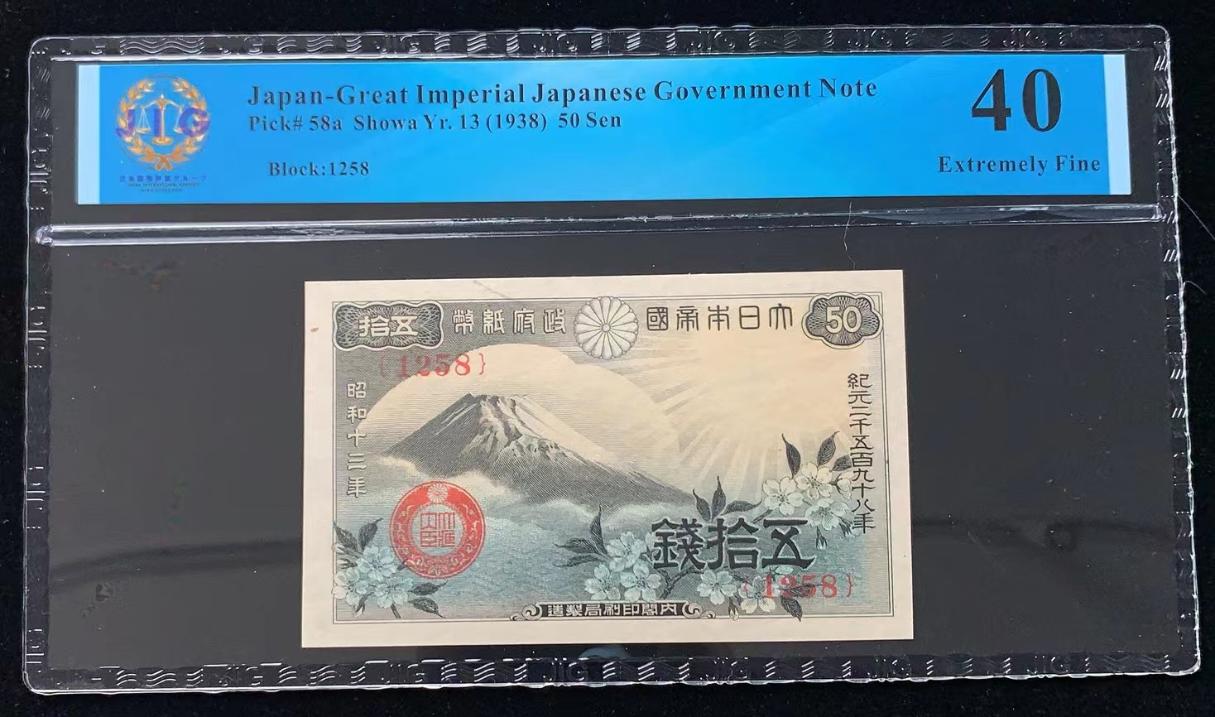 JIG
Japan-Great Imperial Japanese Government Note
Pick# 58a Showa Yr. 13 (1938) 50 Sen
Block:1258
40
Extremely Fine
拾五
幣紙府政
國帝本日大
50
{1258}
昭和十三年
紀元二千五百九十八年
錢拾五
{1258}
造製局刷印閣内